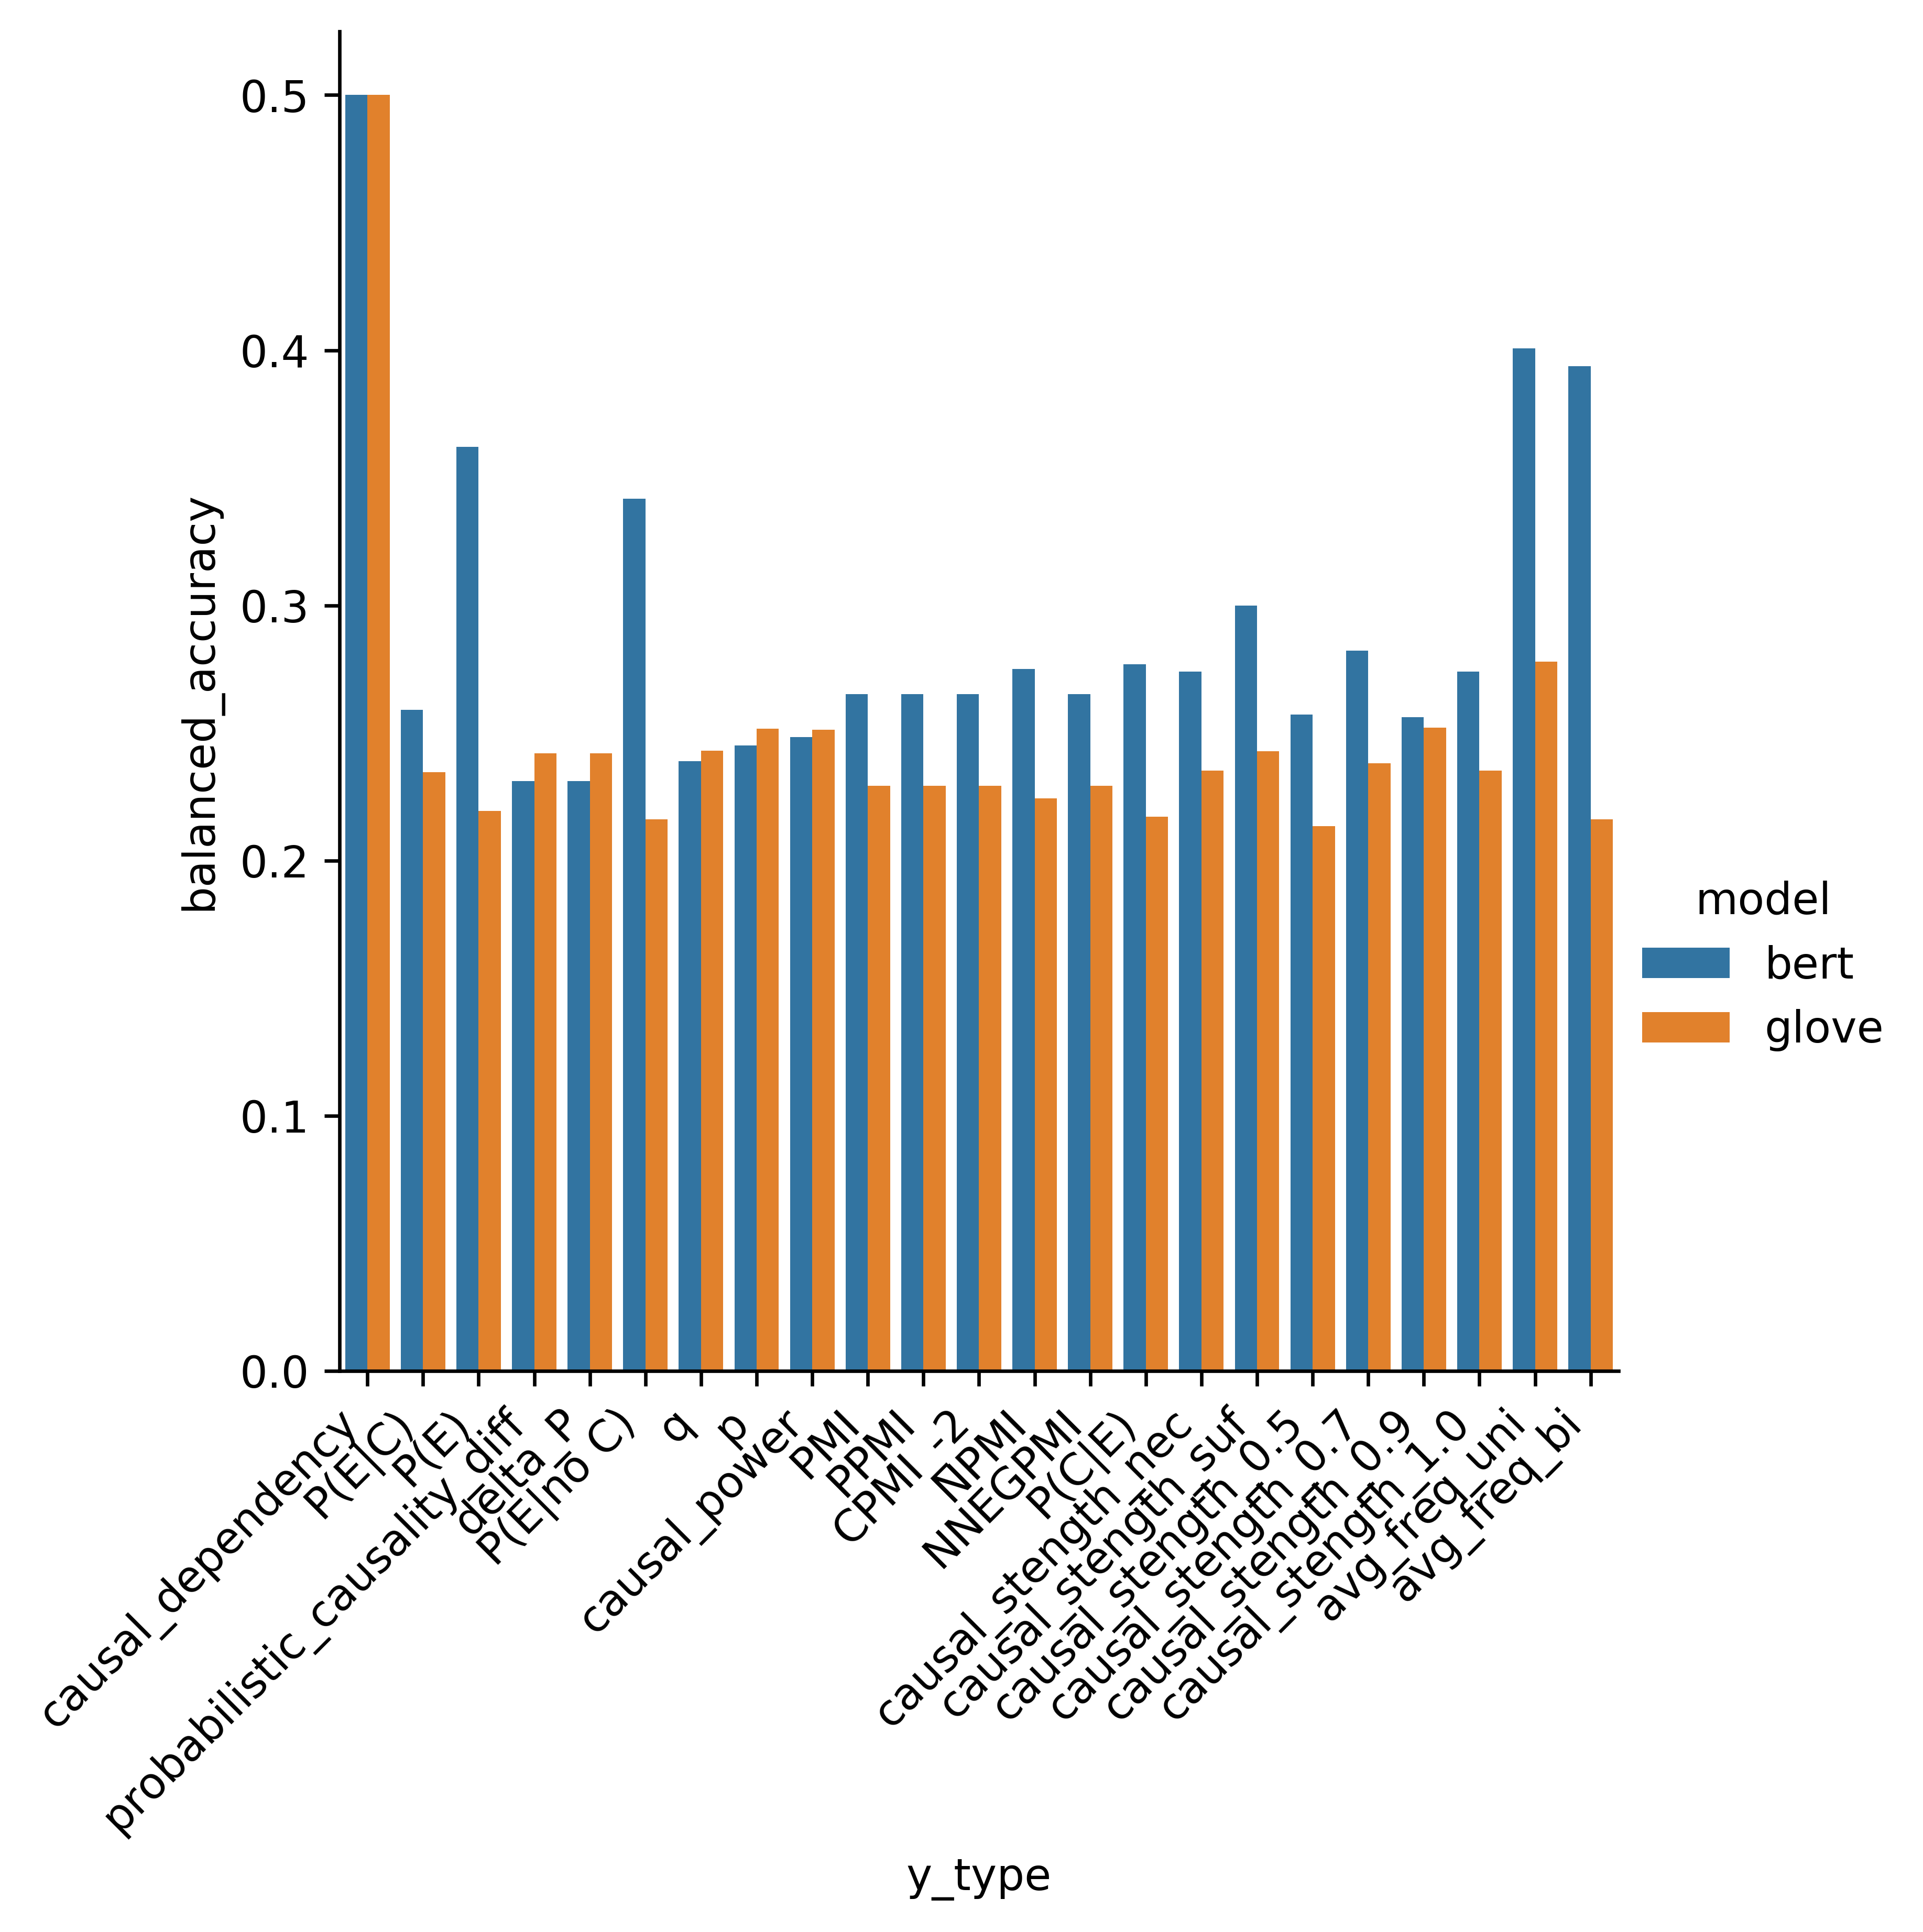 balanced_accuracy
0.5
0.4
0.3
0.2
0.1
0.0
causal_dependency
P(E|C)
P(E)
probabilistic_causality_diff
delta_P
P(E|no C)
q
p
causal_power
PMI
PPMI
CPMI_-2
NPMI
NNEGPMI
P(C|E)
causal_stength_nec
causal_stength_suf
causal_stength_0.5
causal_stength_0.7
causal_stength_0.9
causal_stength_1.0
avg_freq_uni
avg_freq_bi
y_type
model
bert
glove